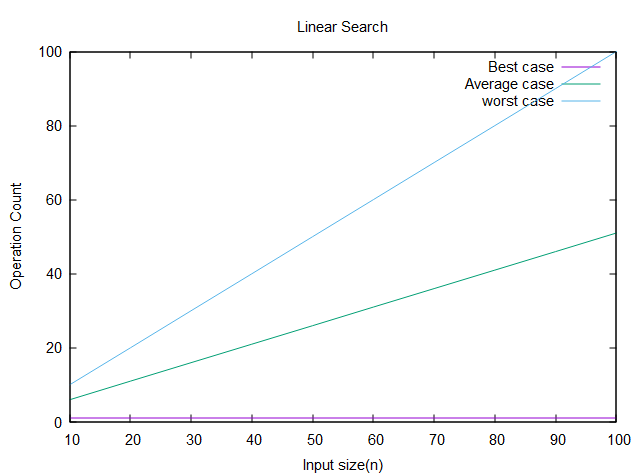 Linear Search
100
80
60
40
20
0
Operation Count
Best case
Average case
worst case
10 20 30 40 50 60 70 80 90 100
Input size(n)